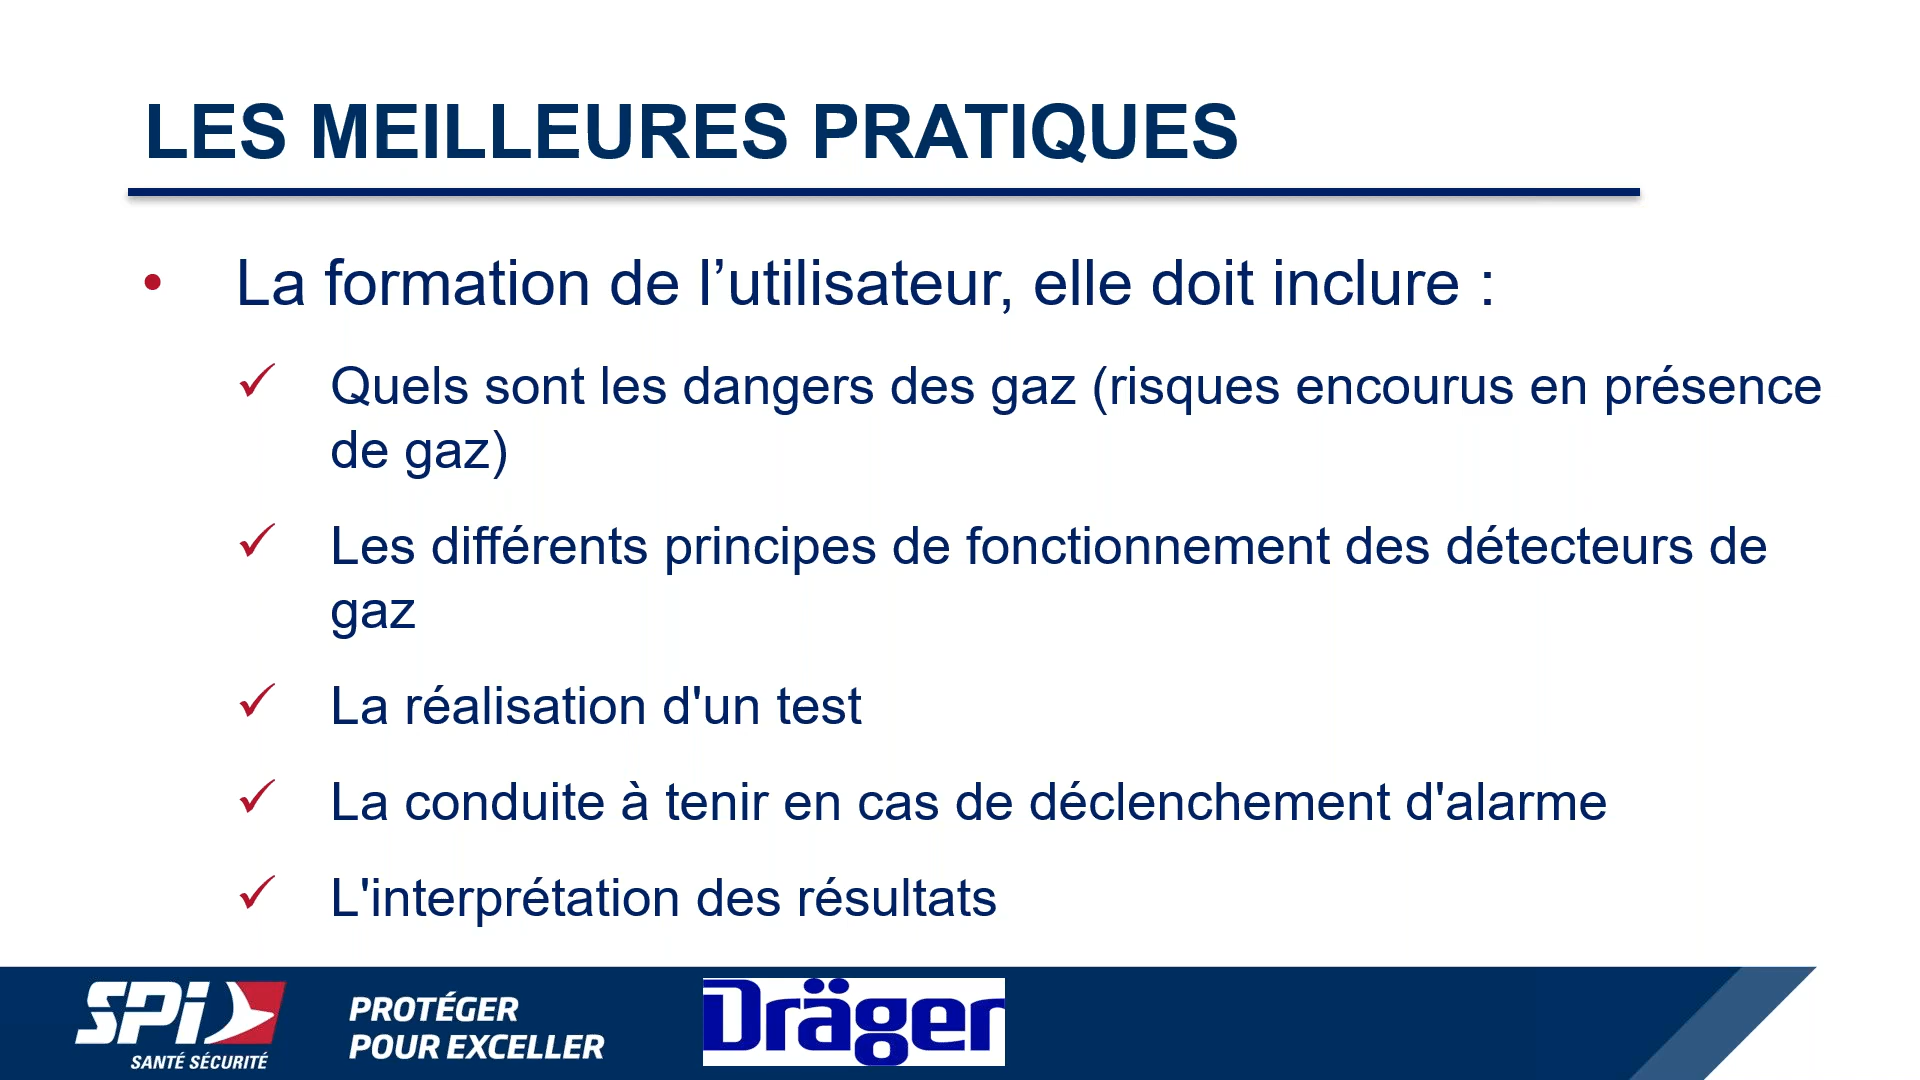 LES MEILLEURES PRATIQUES
• La formation de l’utilisateur, elle doit inclure :
✓ Quels sont les dangers des gaz (risques encourus en présence
de gaz)
✓ Les différents principes de fonctionnement des détecteurs de
gaz
✓ La réalisation d'un test
✓ La conduite à tenir en cas de déclenchement d'alarme
✓ L'interprétation des résultats
SPi
SANTÉ SÉCURITÉ
PROTÉGER
POUR EXCELLER
Dräger